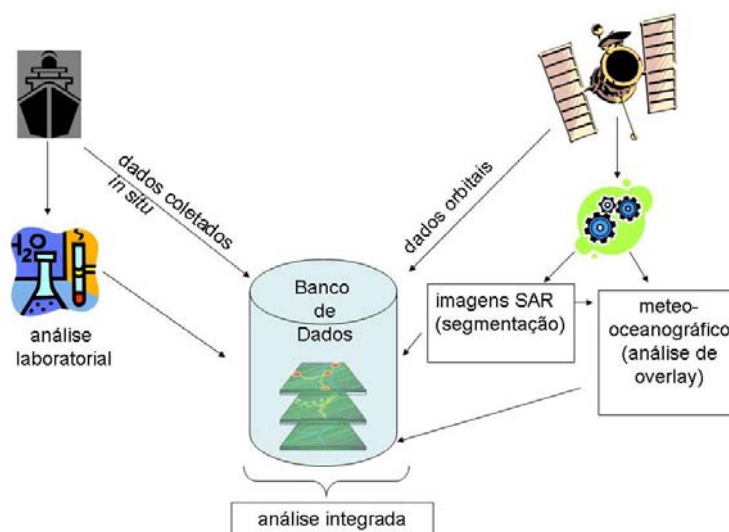 dados coletados
in situ
dados orbitais
H2O
análise
laboratorial
Banco
de
Dados
imagens SAR
(segmentação)
meteo-
oceanográfico
(análise de
overlay)
análise integrada